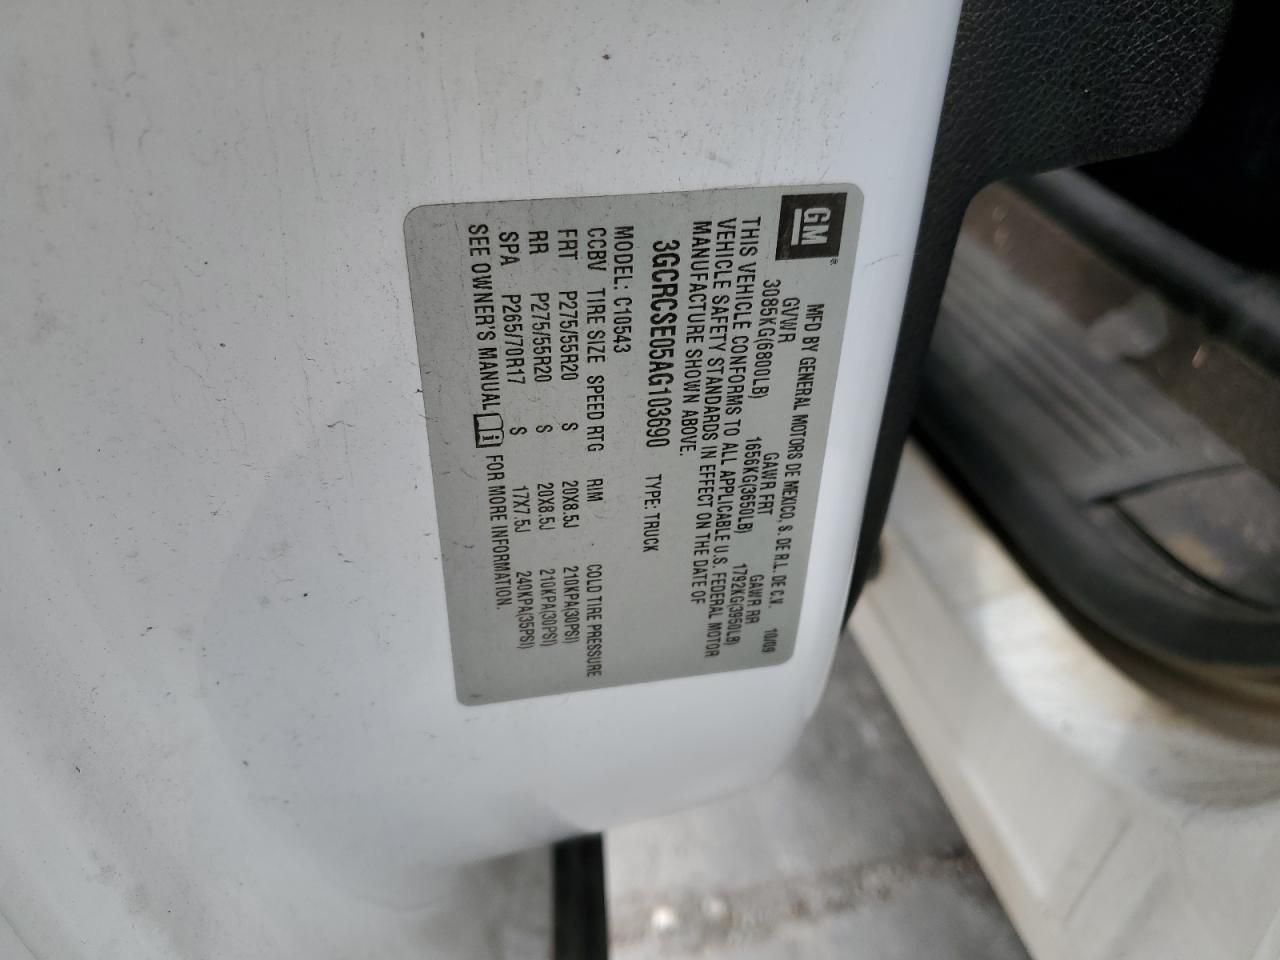 GM
MFD BY GENERAL MOTORS DE MEXICO, S. DE R.L. DE C.V. 10/09
GVWR GAWR FRT GAWR RR
3085KG(6800LB) 1656KG(3650LB) 1792KG(3950LB)
THIS VEHICLE CONFORMS TO ALL APPLICABLE U.S. FEDERAL MOTOR
VEHICLE SAFETY STANDARDS IN EFFECT ON THE DATE OF
MANUFACTURE SHOWN ABOVE.
3GCRCSE05AG103690 TYPE: TRUCK
MODEL: C10543
CCBV TIRE SIZE SPEED RTG RIM COLD TIRE PRESSURE
FRT P275/55R20 S 20X8.5J 210KPA(30PSI)
RR P275/55R20 S 20X8.5J 210KPA(30PSI)
SPA P265/70R17 S 17X7.5J 240KPA(35PSI)
SEE OWNER'S MANUAL FOR MORE INFORMATION.